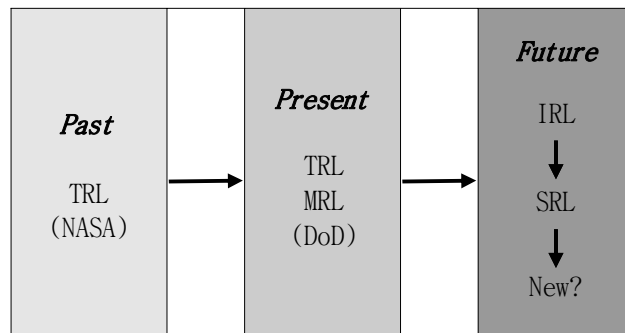 Past
TRL
(NASA)
Present
TRL
MRL
(DoD)
Future
IRL
SRL
New?